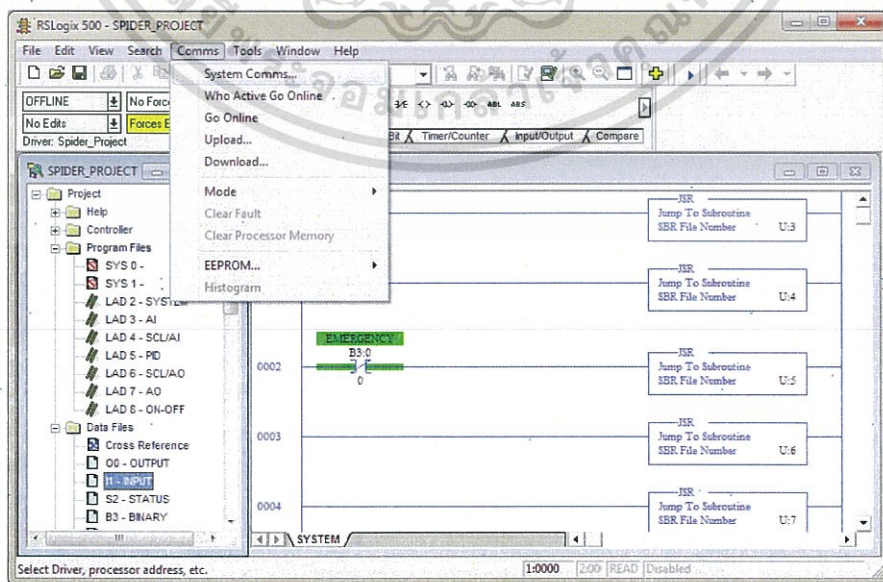 RSLogix 500 - SPIDER_PROJECT
File Edit View Search Comms Tools Window Help
System Comms...
Who Active Go Online
Go Online
Upload...
Download...
Mode
Clear Fault
Clear Processor Memory
EEPROM...
Histogram
OFFLINE
No Forc
No Edits
Forces E
Driver: Spider_Project
ABL ABS
Bit Timer/Counter Input/Output Compare
SPIDER_PROJECT
Project
Help
Controller
Program Files
SYS 0 -
SYS 1 -
LAD 2 - SYSTEM
LAD 3 - AI
LAD 4 - SCL/AI
LAD 5 - PID
LAD 6 - SCL/AO
LAD 7 - AO
LAD 8 - ON-OFF
Data Files
Cross Reference
O0 - OUTPUT
I1 - INPUT
S2 - STATUS
B3 - BINARY
JSR
Jump To Subroutine
SBR File Number U:3
JSR
Jump To Subroutine
SBR File Number U:4
EMERGENCY
B3:0
0
0002
JSR
Jump To Subroutine
SBR File Number U:5
0003
JSR
Jump To Subroutine
SBR File Number U:6
0004
JSR
Jump To Subroutine
SBR File Number U:7
SYSTEM
Select Driver, processor address, etc.
1:0000 2:00 READ Disabled